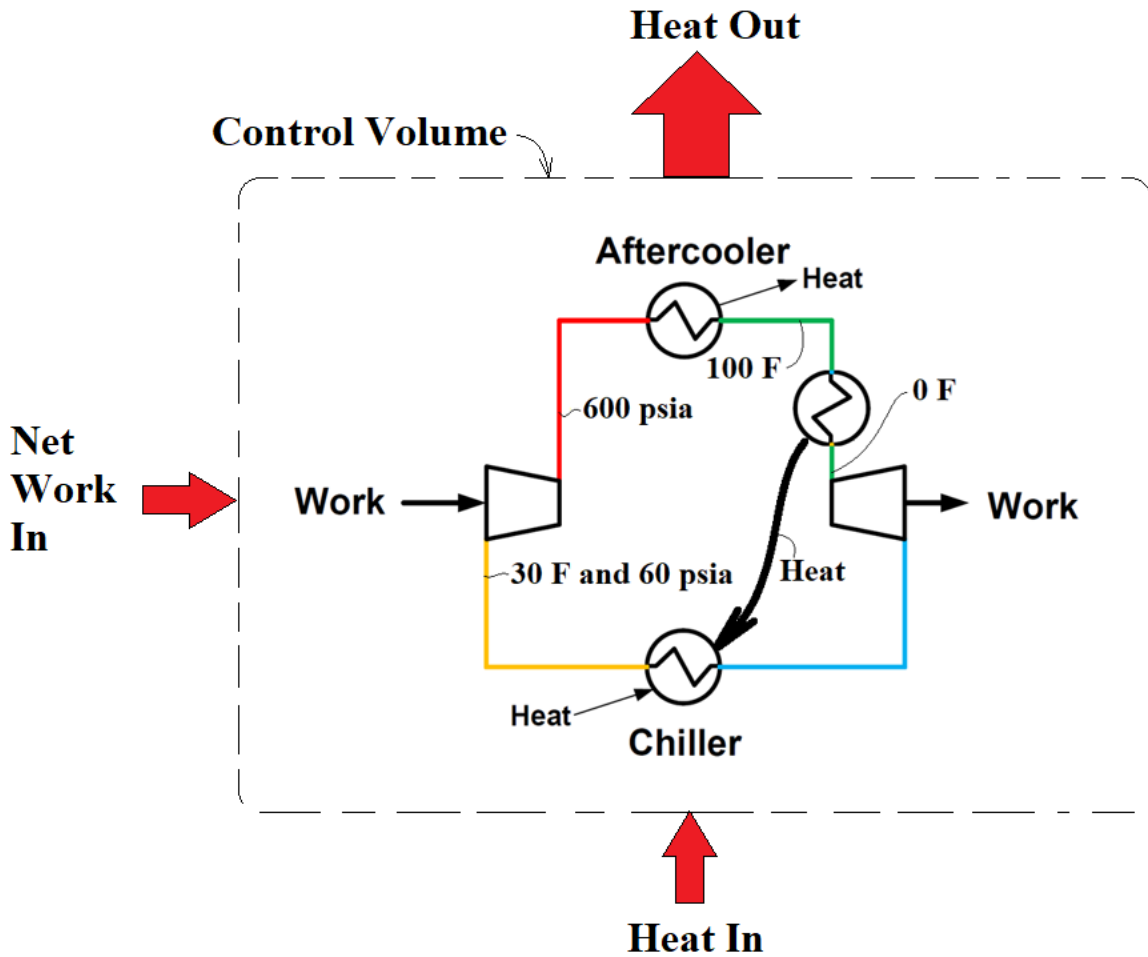 Heat Out
Control Volume
Aftercooler
Heat
100 F
0 F
600 psia
Net
Work
In
Work
Work
30 F and 60 psia
Heat
Heat
Chiller
Heat In